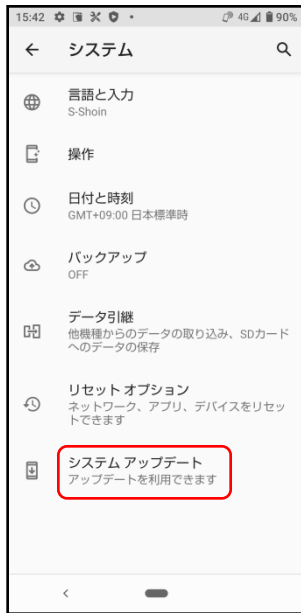 15:42 4G 90%
システム
言語と入力
S-Shoin
操作
日付と時刻
GMT+09:00 日本標準時
バックアップ
OFF
データ引継
他機種からのデータの取り込み、SDカード
へのデータの保存
リセット オプション
ネットワーク、アプリ、デバイスをリセッ
トできます
システム アップデート
アップデートを利用できます